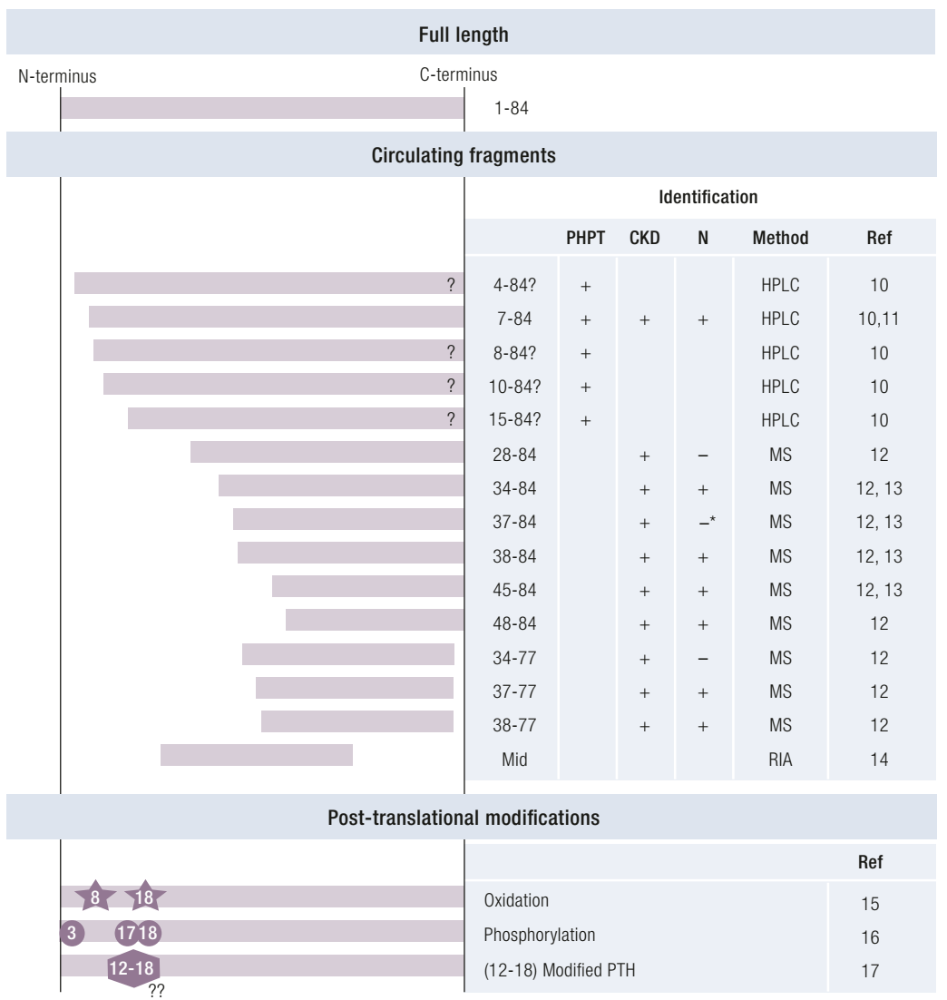 Full length
N-terminus C-terminus
1-84
Circulating fragments
Identification
PHPT CKD N Method Ref
? 4-84? + HPLC 10
7-84 + + + HPLC 10,11
? 8-84? + HPLC 10
? 10-84? + HPLC 10
? 15-84? + HPLC 10
28-84 + – MS 12
34-84 + + MS 12, 13
37-84 + –* MS 12, 13
38-84 + + MS 12, 13
45-84 + + MS 12, 13
48-84 + + MS 12
34-77 + – MS 12
37-77 + + MS 12
38-77 + + MS 12
Mid RIA 14
Post-translational modifications
Ref
8 18 Oxidation 15
3 17 18 Phosphorylation 16
12-18 (12-18) Modified PTH 17
??